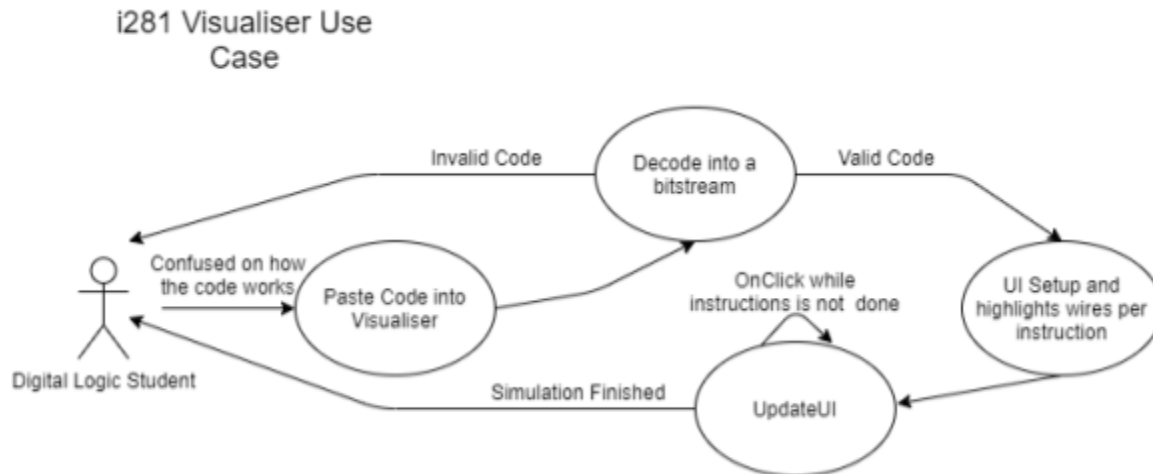 i281 Visualiser Use
Case
Invalid Code
Decode into a
bitstream
Valid Code
Confused on how
the code works
Paste Code into
Visualiser
OnClick while
instructions is not done
UI Setup and
highlights wires per
instruction
Digital Logic Student
Simulation Finished
UpdateUI